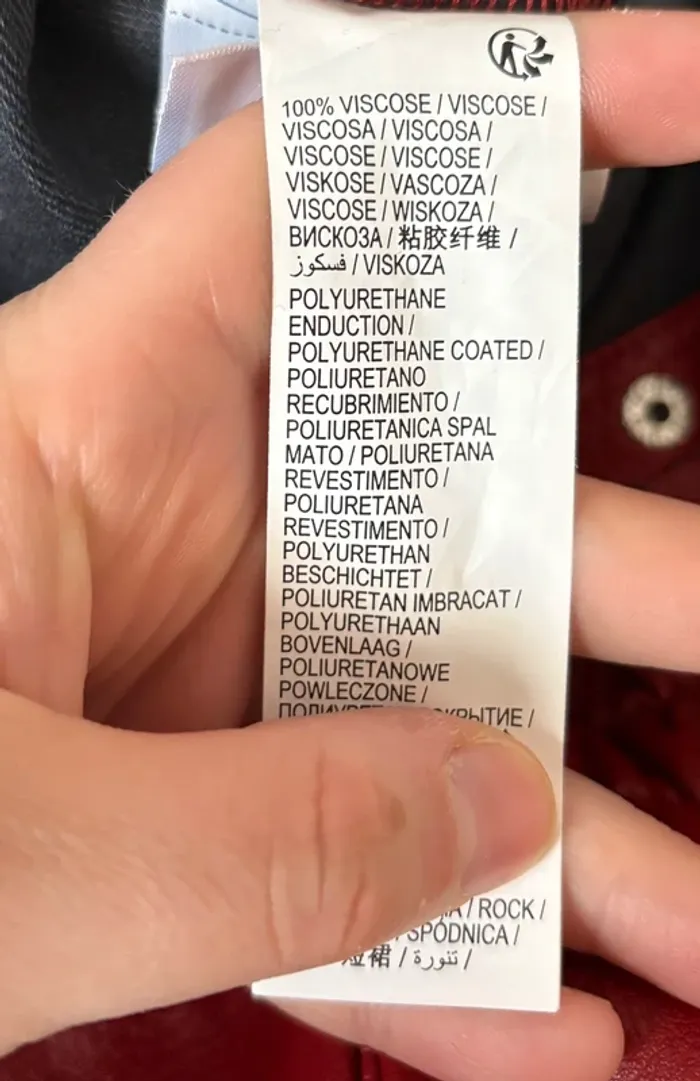 100% VISCOSE / VISCOSE /
VISCOSA / VISCOSA /
VISCOSE / VISCOSE /
VISKOSE / VASCOZA /
VISCOSE / WISKOZA /
ВИСКОЗА / 粘胶纤维 /
فسكوز / VISKOZA
POLYURETHANE
ENDUCTION /
POLYURETHANE COATED /
POLIURETANO
RECUBRIMIENTO /
POLIURETANICA SPAL
MATO / POLIURETANA
REVESTIMENTO /
POLIURETANA
REVESTIMENTO /
POLYURETHAN
BESCHICHTET /
POLIURETAN IMBRACAT /
POLYURETHAAN
BOVENLAAG /
POLIURETANOWE
POWLECZONE /
/ ROCK /
/ SPÓDNICA /
裙 / تنورة /